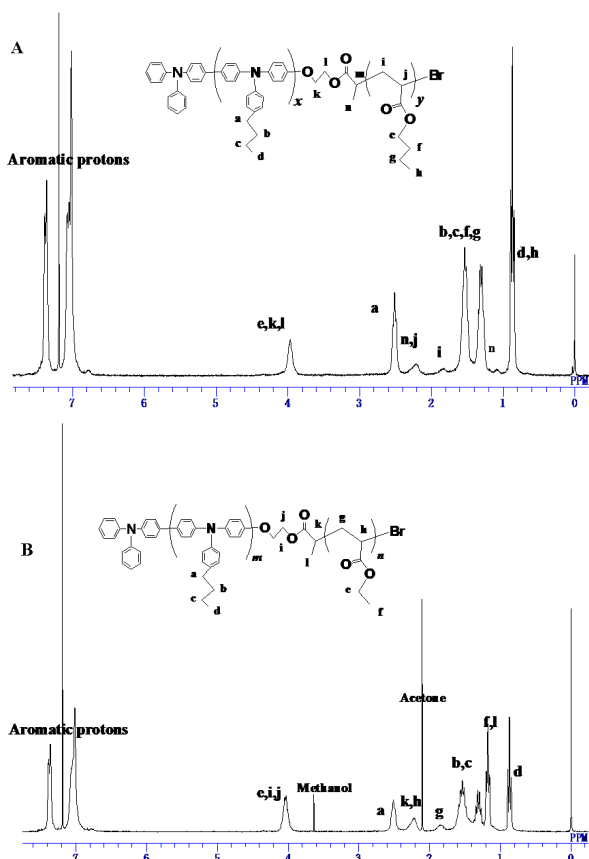 A
N
N
x
O
O
O
l
k
m
n
i
j
Br
y
O
O
a
b
c
d
e
f
g
h
Aromatic protons
e,k,l
a
n,j
i
b,c,f,g
n
d,h
7 6 5 4 3 2 1 0
PPM
B
N
N
m
O
O
O
j
i
k
l
g
h
Br
n
O
O
a
b
c
d
e
f
Aromatic protons
e,i,j
Methanol
a
k,h
Acetone
g
b,c
f,l
d
7 6 5 4 3 2 1 0
PPM